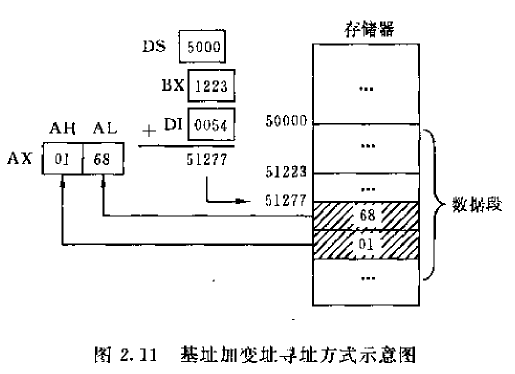 存储器
DS 5000
BX 1223
+ DI 0054
51277
AH AL
AX 01 68
...
50000
...
51223
...
51277
68
01
...
数据段
图 2.11 基址加变址寻址方式示意图